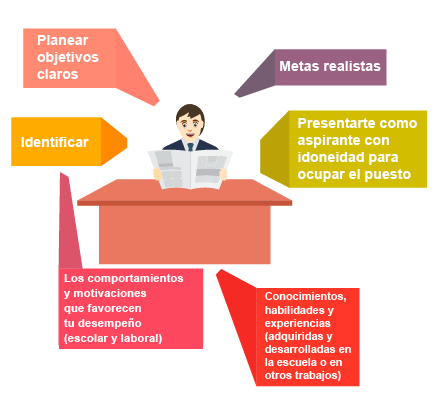 Planear
objetivos
claros
Metas realistas
Identificar
Presentarte como
aspirante con
idoneidad para
ocupar el puesto
Los comportamientos
y motivaciones
que favorecen
tu desempeño
(escolar y laboral)
Conocimientos,
habilidades y
experiencias
(adquiridas y
desarrolladas en
la escuela o en
otros trabajos)